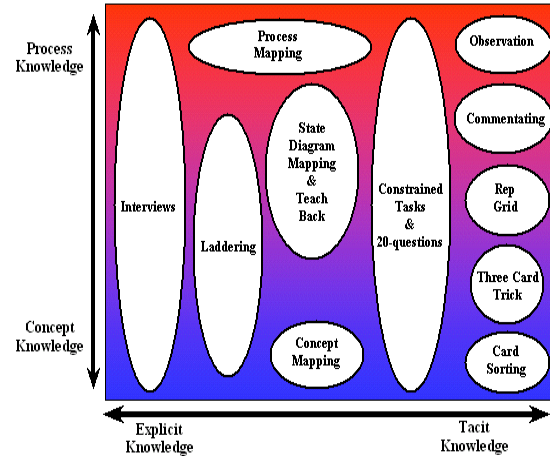 Process
Knowledge
Process
Mapping
Observation
Commentating
State
Diagram
Mapping
&
Teach
Back
Interviews
Laddering
Constrained
Tasks
&
20-questions
Rep
Grid
Three Card
Trick
Concept
Knowledge
Concept
Mapping
Card
Sorting
Explicit
Knowledge
Tacit
Knowledge